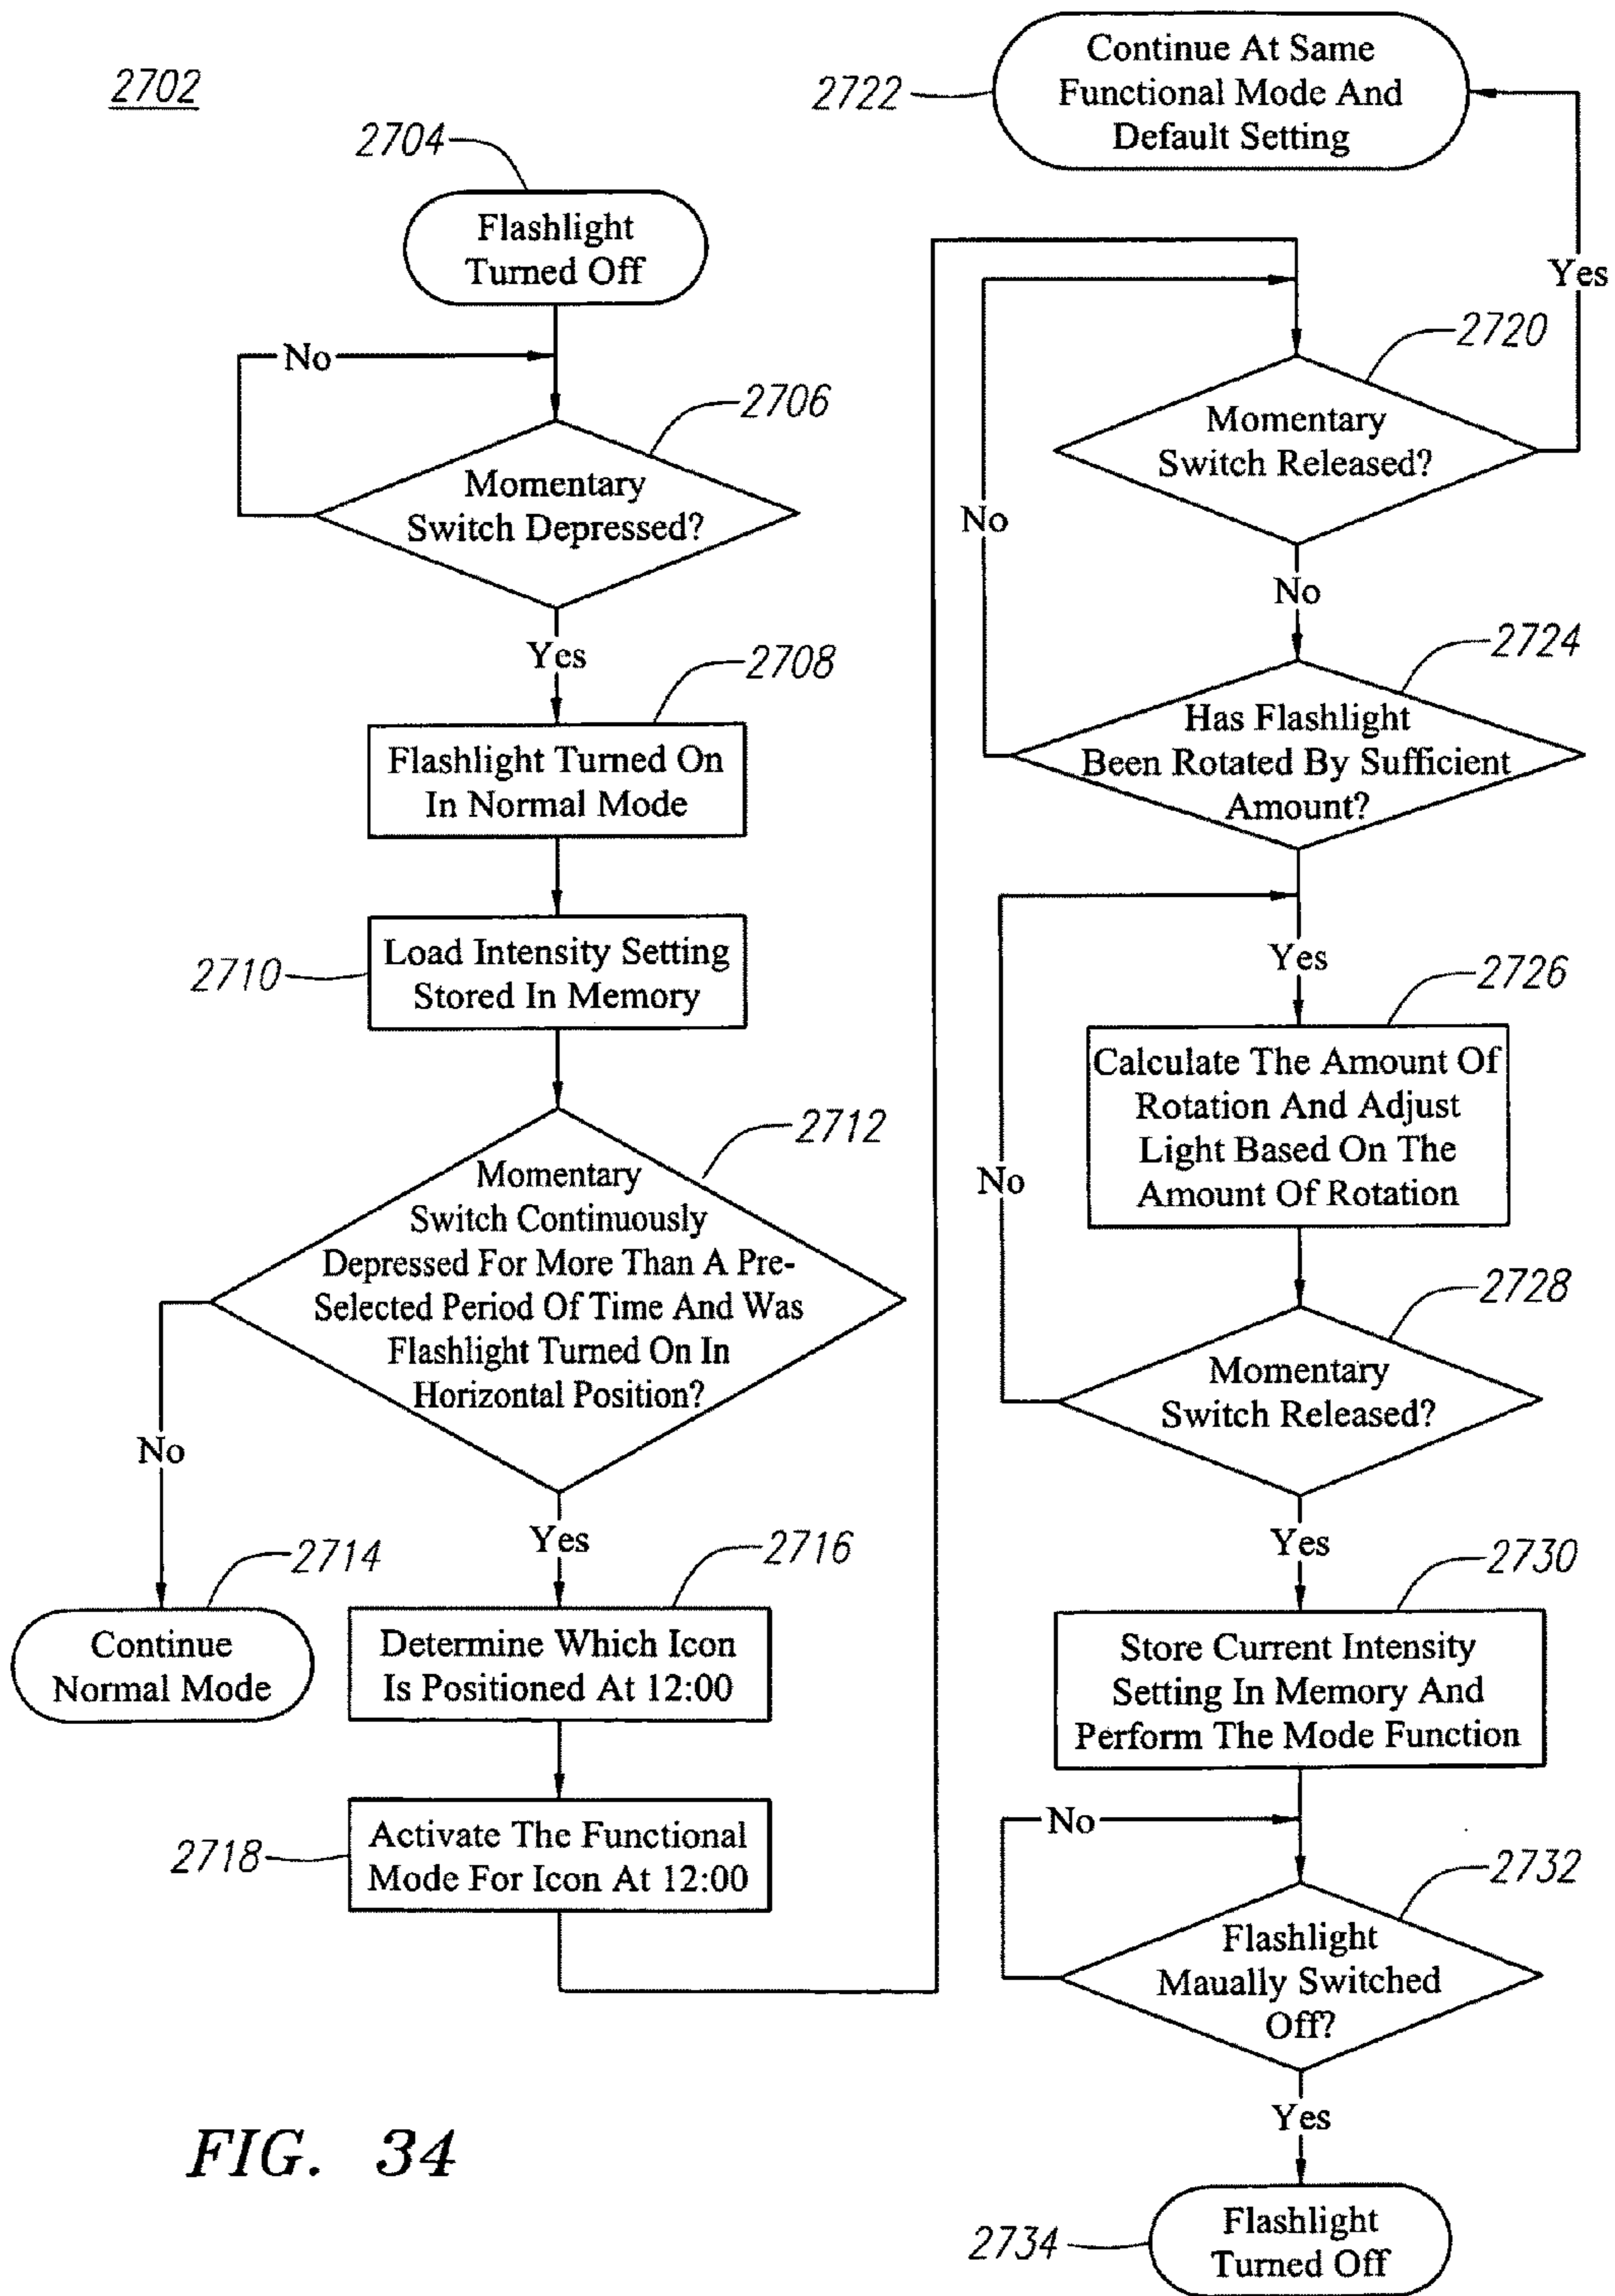 2702
2704
Flashlight
Turned Off
No
2706
Momentary
Switch Depressed?
Yes
2708
Flashlight Turned On
In Normal Mode
2710
Load Intensity Setting
Stored In Memory
2712
Momentary
Switch Continuously
Depressed For More Than A Pre-
Selected Period Of Time And Was
Flashlight Turned On In
Horizontal Position?
No
Yes
2714
Continue
Normal Mode
2716
Determine Which Icon
Is Positioned At 12:00
2718
Activate The Functional
Mode For Icon At 12:00
2722
Continue At Same
Functional Mode And
Default Setting
Yes
2720
Momentary
Switch Released?
No
No
2724
Has Flashlight
Been Rotated By Sufficient
Amount?
Yes
2726
Calculate The Amount Of
Rotation And Adjust
Light Based On The
Amount Of Rotation
No
2728
Momentary
Switch Released?
Yes
2730
Store Current Intensity
Setting In Memory And
Perform The Mode Function
No
2732
Flashlight
Maually Switched
Off?
Yes
2734
Flashlight
Turned Off
FIG. 34